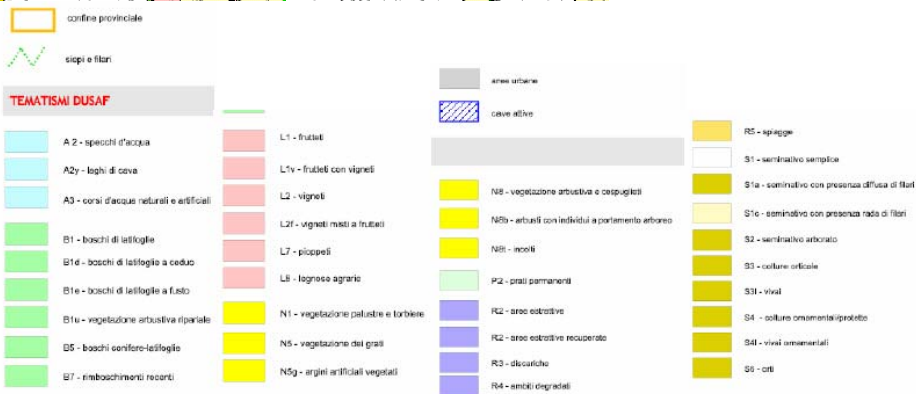 confine provinciale
siepi e filari
TEMATISMI DUSAF
A 2 - specchi d'acqua
A2y - laghi di cava
A3 - corsi d'acqua naturali e artificiali
B1 - boschi di latifoglie
B1d - boschi di latifoglie a ceduo
B1e - boschi di latifoglie a fusto
B1u - vegetazione arbustiva ripariale
B5 - boschi conifere-latifoglie
B7 - rimboschimenti recenti
L1 - frutteti
L1v - frutteti con vigneti
L2 - vigneti
L2f - vigneti misti a frutteti
L7 - pioppeti
L8 - legnose agrarie
N1 - vegetazione palustre e torbiere
N5 - vegetazione dei greti
N5g - argini artificiali vegetati
aree urbane
cave attive
N8 - vegetazione arbustiva e cespuglieti
N8b - arbusti con individui a portamento arboreo
N8t - incolti
P2 - prati permanenti
R2 - aree estrattive
R2 - aree estrattive recuperate
R3 - discariche
R4 - ambiti degradati
R5 - spiagge
S1 - seminativo semplice
S1a - seminativo con presenza diffusa di filari
S1c - seminativo con presenza rada di filari
S2 - seminativo arborato
S3 - colture orticole
S3l - vivai
S4 - colture ornamentali/protette
S4l - vivai ornamentali
S6 - orti